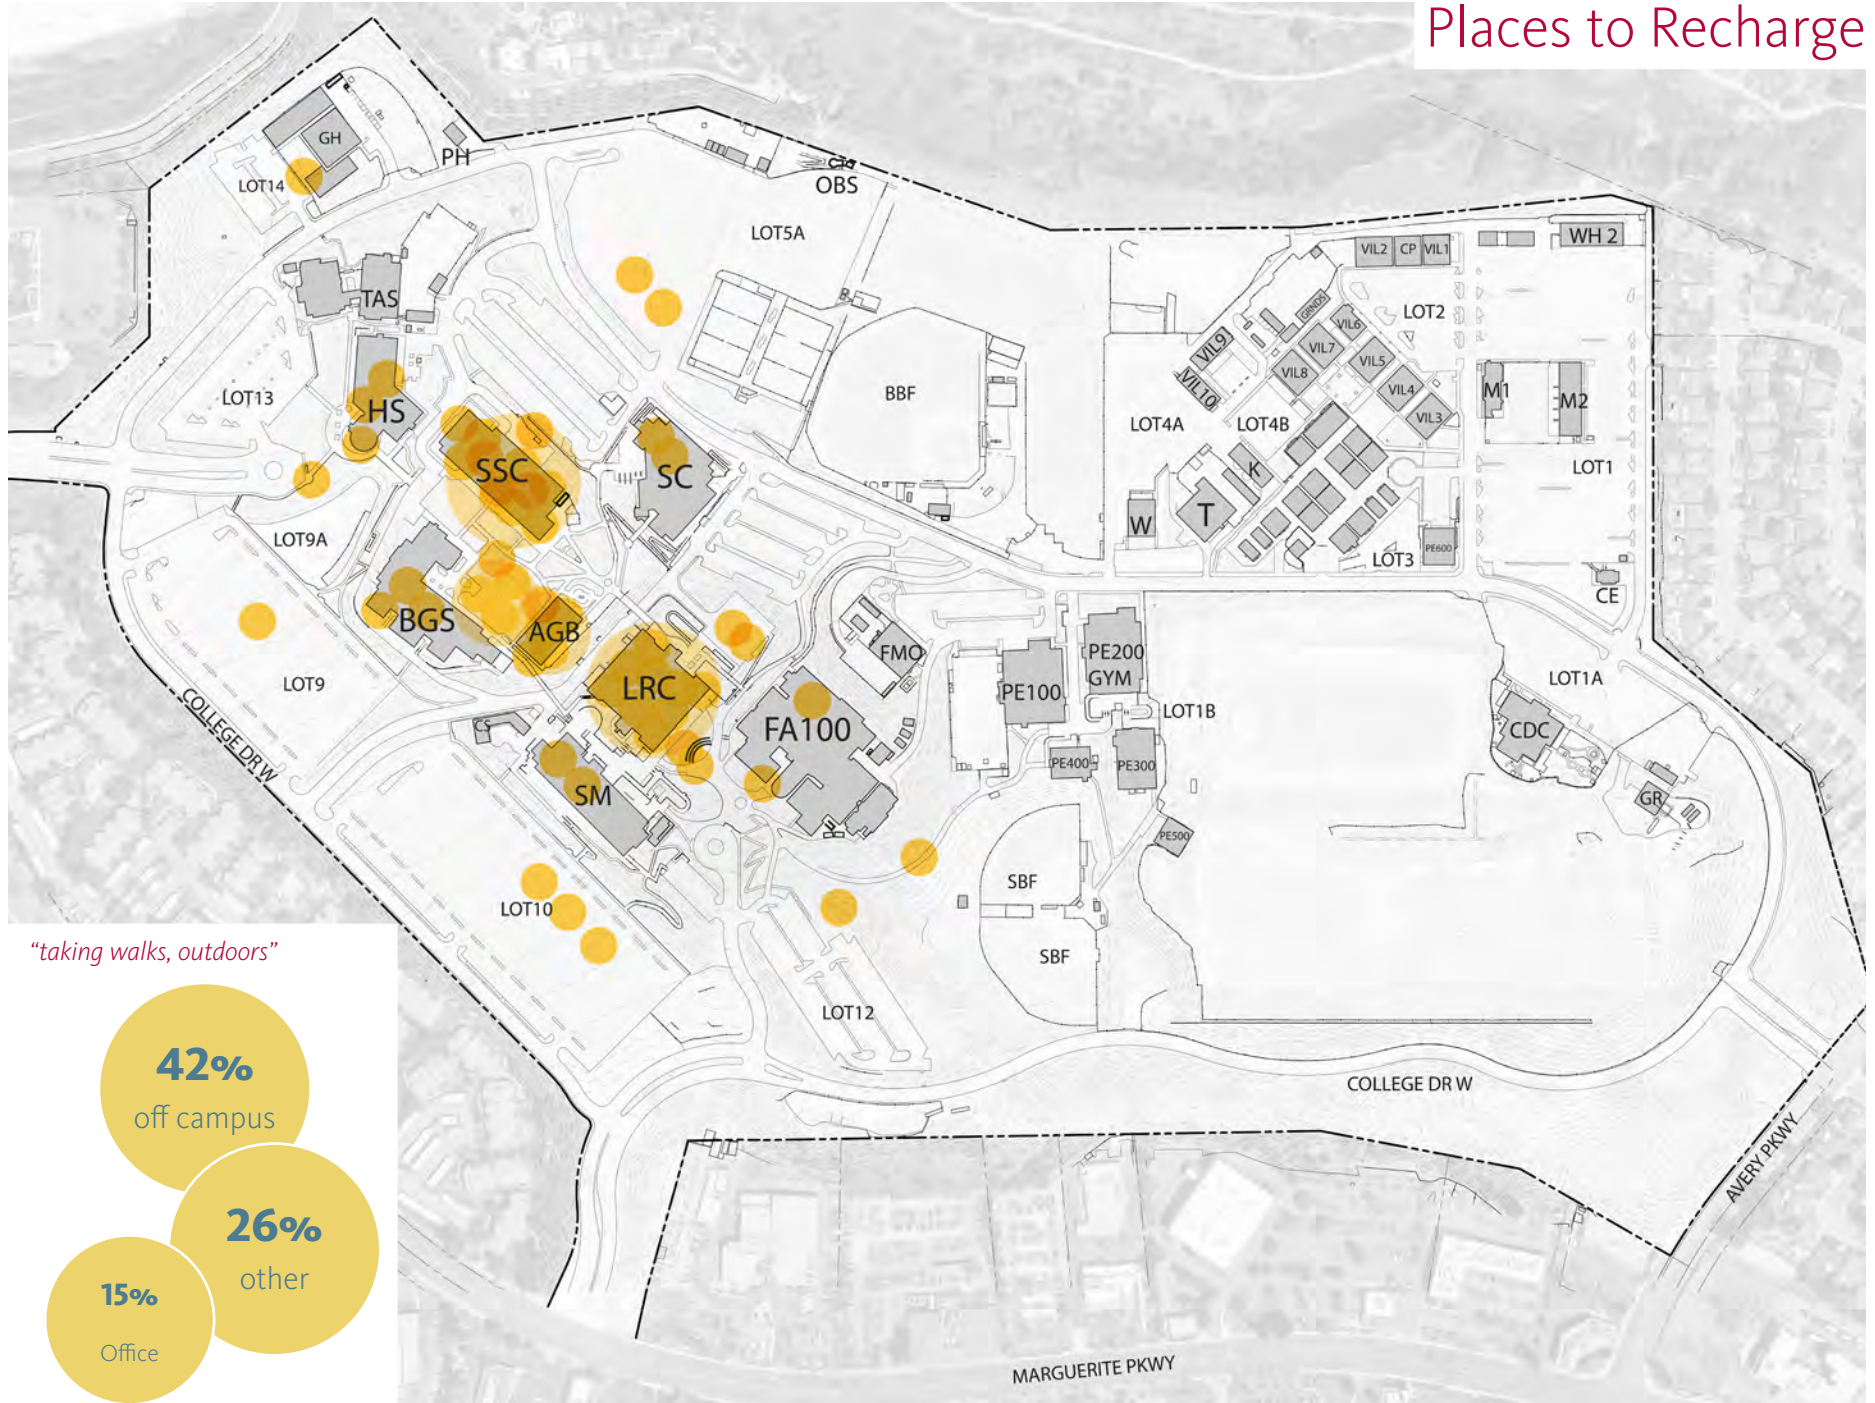 Places to Recharge
GH
PH
LOT14
OBS
LOT5A
WH 2
VIL2
CP
VIL1
TAS
GRNDS
LOT2
VIL6
VIL9
VIL7
VIL5
VIL8
VIL10
VIL4
VIL3
M1
M2
LOT13
HS
BBF
LOT4A
LOT4B
SSC
SC
K
LOT1
W
T
LOT9A
LOT3
PE600
CE
BGS
AGB
FMO
PE200
GYM
LOT9
LRC
PE100
LOT1A
COLLEGE DR W
CS
FA100
LOT1B
CDC
PE400
PE300
SM
GR
PE500
LOT10
SBF
SBF
LOT12
COLLEGE DR W
AVERY PKWY
MARGUERITE PKWY
“taking walks, outdoors”
42%
off campus
26%
other
15%
Office